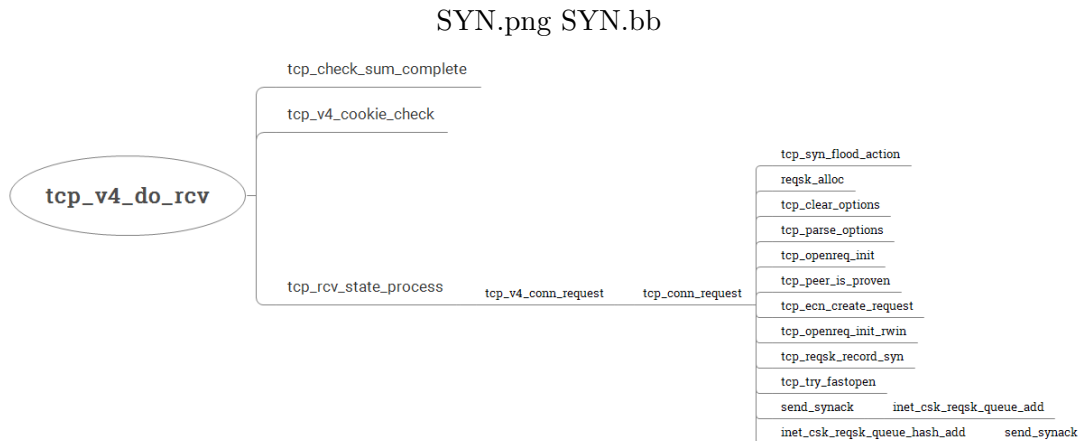 SYN.png SYN.bb
tcp_check_sum_complete
tcp_v4_cookie_check
tcp_v4_do_rcv
tcp_syn_flood_action
reqsk_alloc
tcp_clear_options
tcp_parse_options
tcp_openreq_init
tcp_peer_is_proven
tcp_ecn_create_request
tcp_openreq_init_rwin
tcp_reqsk_record_syn
tcp_try_fastopen
tcp_rcv_state_process tcp_v4_conn_request tcp_conn_request
send_synack inet_csk_reqsk_queue_add
inet_csk_reqsk_queue_hash_add send_synack